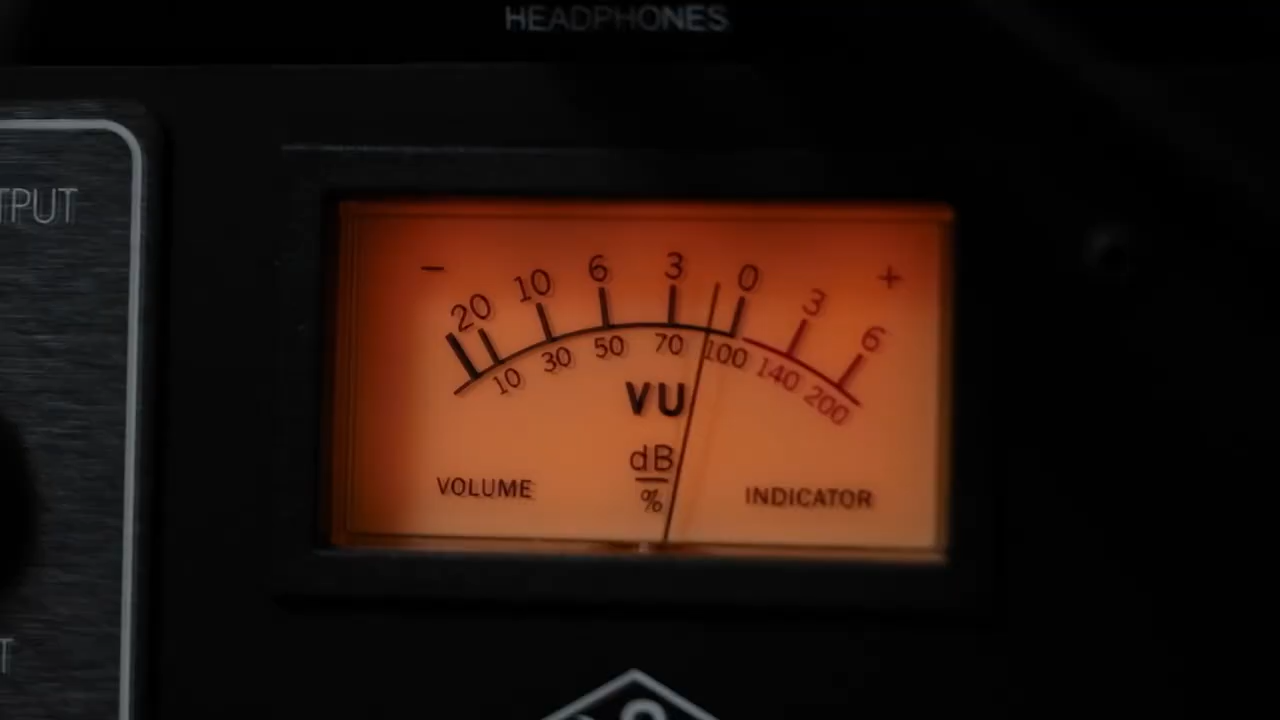 HEADPHONES
TPUT
− 20 10 6 3 0 3 6 +
10 30 50 70 100 140 200
VU
dB
%
VOLUME INDICATOR
T